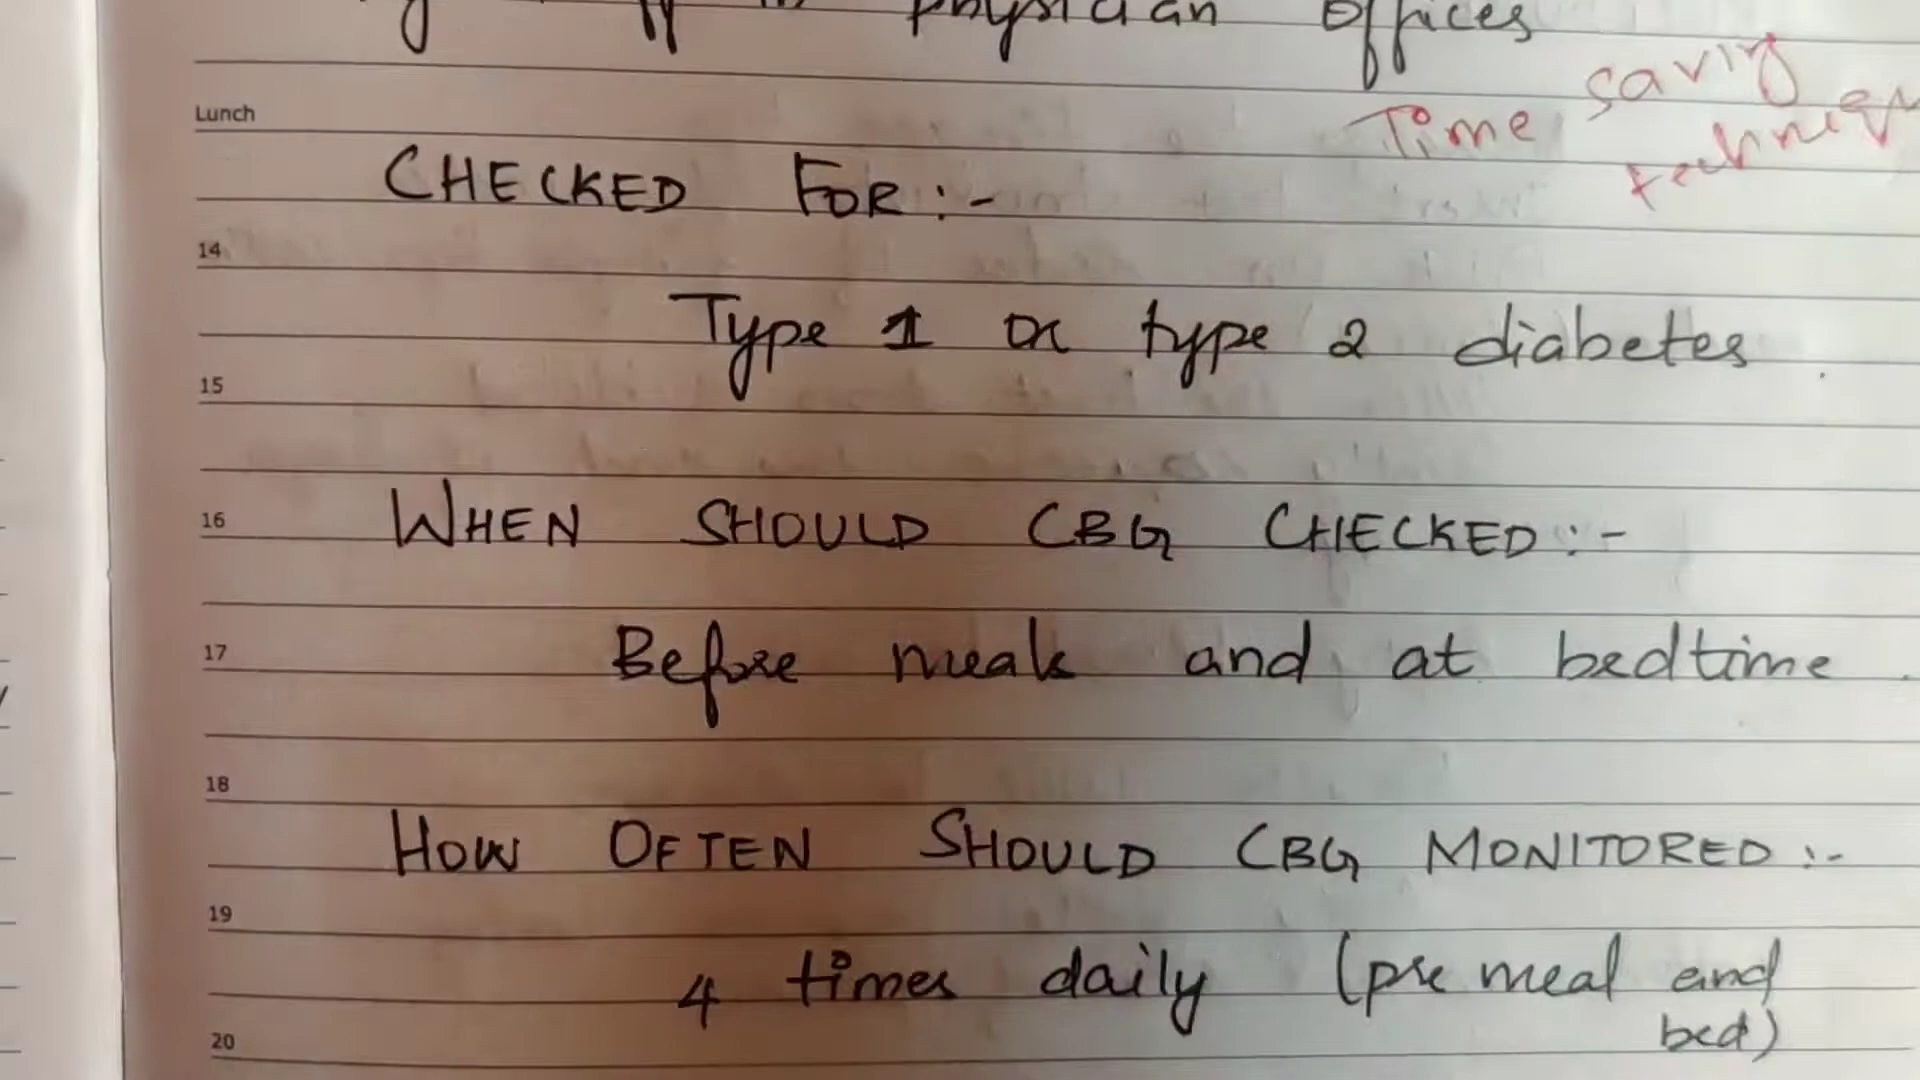 physician offices
Time saving
Lunch
CHECKED FOR:-
14
Type 1 or type 2 diabetes.
15
16
WHEN SHOULD CBG CHECKED:-
17
Before meals and at bedtime.
18
HOW OFTEN SHOULD CBG MONITORED:-
19
4 times daily (pre meal and
bed)
20